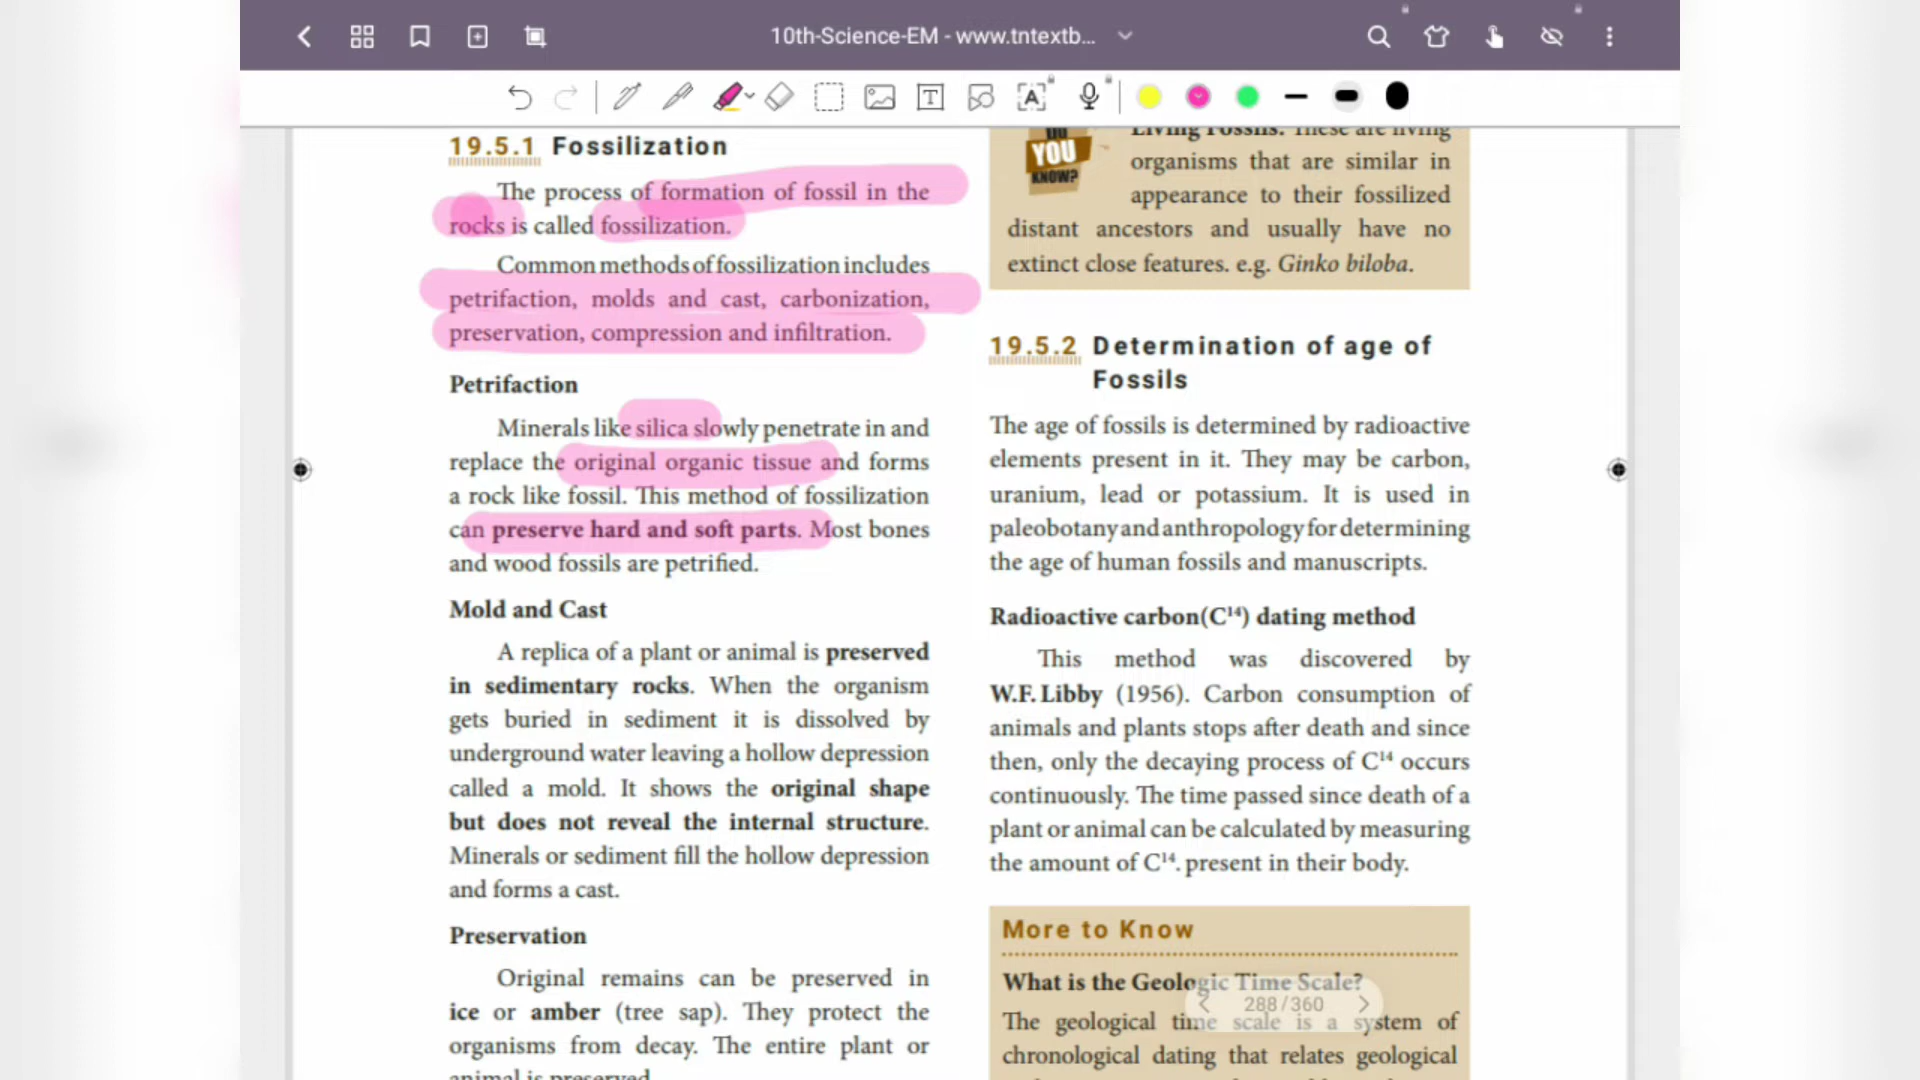 10th-Science-EM - www.tntextb...
19.5.1 Fossilization
The process of formation of fossil in the
rocks is called fossilization.
Common methods of fossilization includes
petrifaction, molds and cast, carbonization,
preservation, compression and infiltration.
Petrifaction
Minerals like silica slowly penetrate in and
replace the original organic tissue and forms
a rock like fossil. This method of fossilization
can preserve hard and soft parts. Most bones
and wood fossils are petrified.
Mold and Cast
A replica of a plant or animal is preserved
in sedimentary rocks. When the organism
gets buried in sediment it is dissolved by
underground water leaving a hollow depression
called a mold. It shows the original shape
but does not reveal the internal structure.
Minerals or sediment fill the hollow depression
and forms a cast.
Preservation
Original remains can be preserved in
ice or amber (tree sap). They protect the
organisms from decay. The entire plant or
animal is preserved.
DO
YOU
KNOW?
Living Fossils: These are living
organisms that are similar in
appearance to their fossilized
distant ancestors and usually have no
extinct close features. e.g. Ginko biloba.
19.5.2 Determination of age of
Fossils
The age of fossils is determined by radioactive
elements present in it. They may be carbon,
uranium, lead or potassium. It is used in
paleobotany and anthropology for determining
the age of human fossils and manuscripts.
Radioactive carbon(C¹⁴) dating method
This method was discovered by
W.F. Libby (1956). Carbon consumption of
animals and plants stops after death and since
then, only the decaying process of C¹⁴ occurs
continuously. The time passed since death of a
plant or animal can be calculated by measuring
the amount of C¹⁴. present in their body.
More to Know
What is the Geologic Time Scale?
The geological time scale is a system of
chronological dating that relates geological
288/360